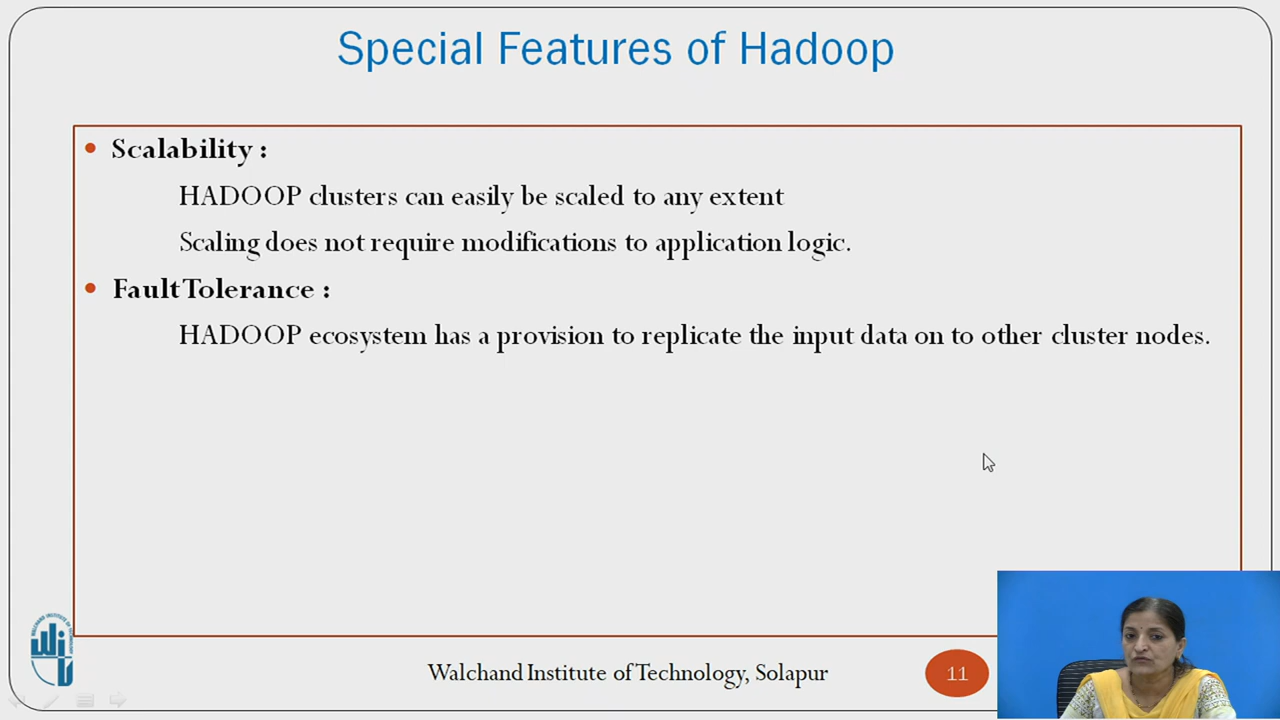 Special Features of Hadoop
• Scalability :
HADOOP clusters can easily be scaled to any extent
Scaling does not require modifications to application logic.
• Fault Tolerance :
HADOOP ecosystem has a provision to replicate the input data on to other cluster nodes.
Walchand Institute of Technology, Solapur
11